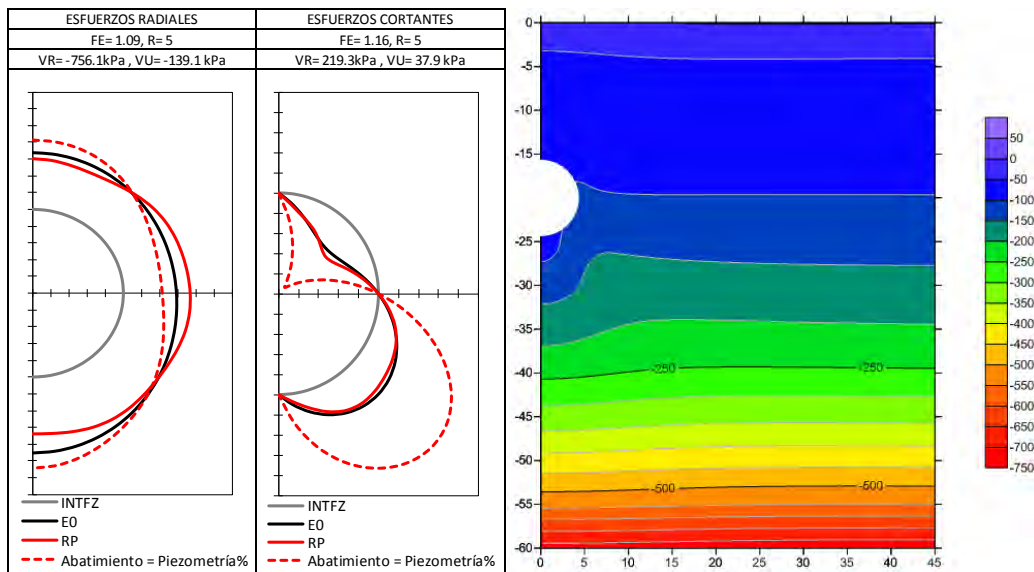 ESFUERZOS RADIALES
FE= 1.09, R= 5
VR= -756.1kPa , VU= -139.1 kPa
INTFZ
E0
RP
Abatimiento = Piezometría%
ESFUERZOS CORTANTES
FE= 1.16, R= 5
VR= 219.3kPa , VU= 37.9 kPa
INTFZ
E0
RP
Abatimiento = Piezometría%
0
-5
-10
-15
-20
-25
-30
-35
-40
-45
-50
-55
-60
0 5 10 15 20 25 30 35 40 45
-250 -250
-500 -500
50
0
-50
-100
-150
-200
-250
-300
-350
-400
-450
-500
-550
-600
-650
-700
-750